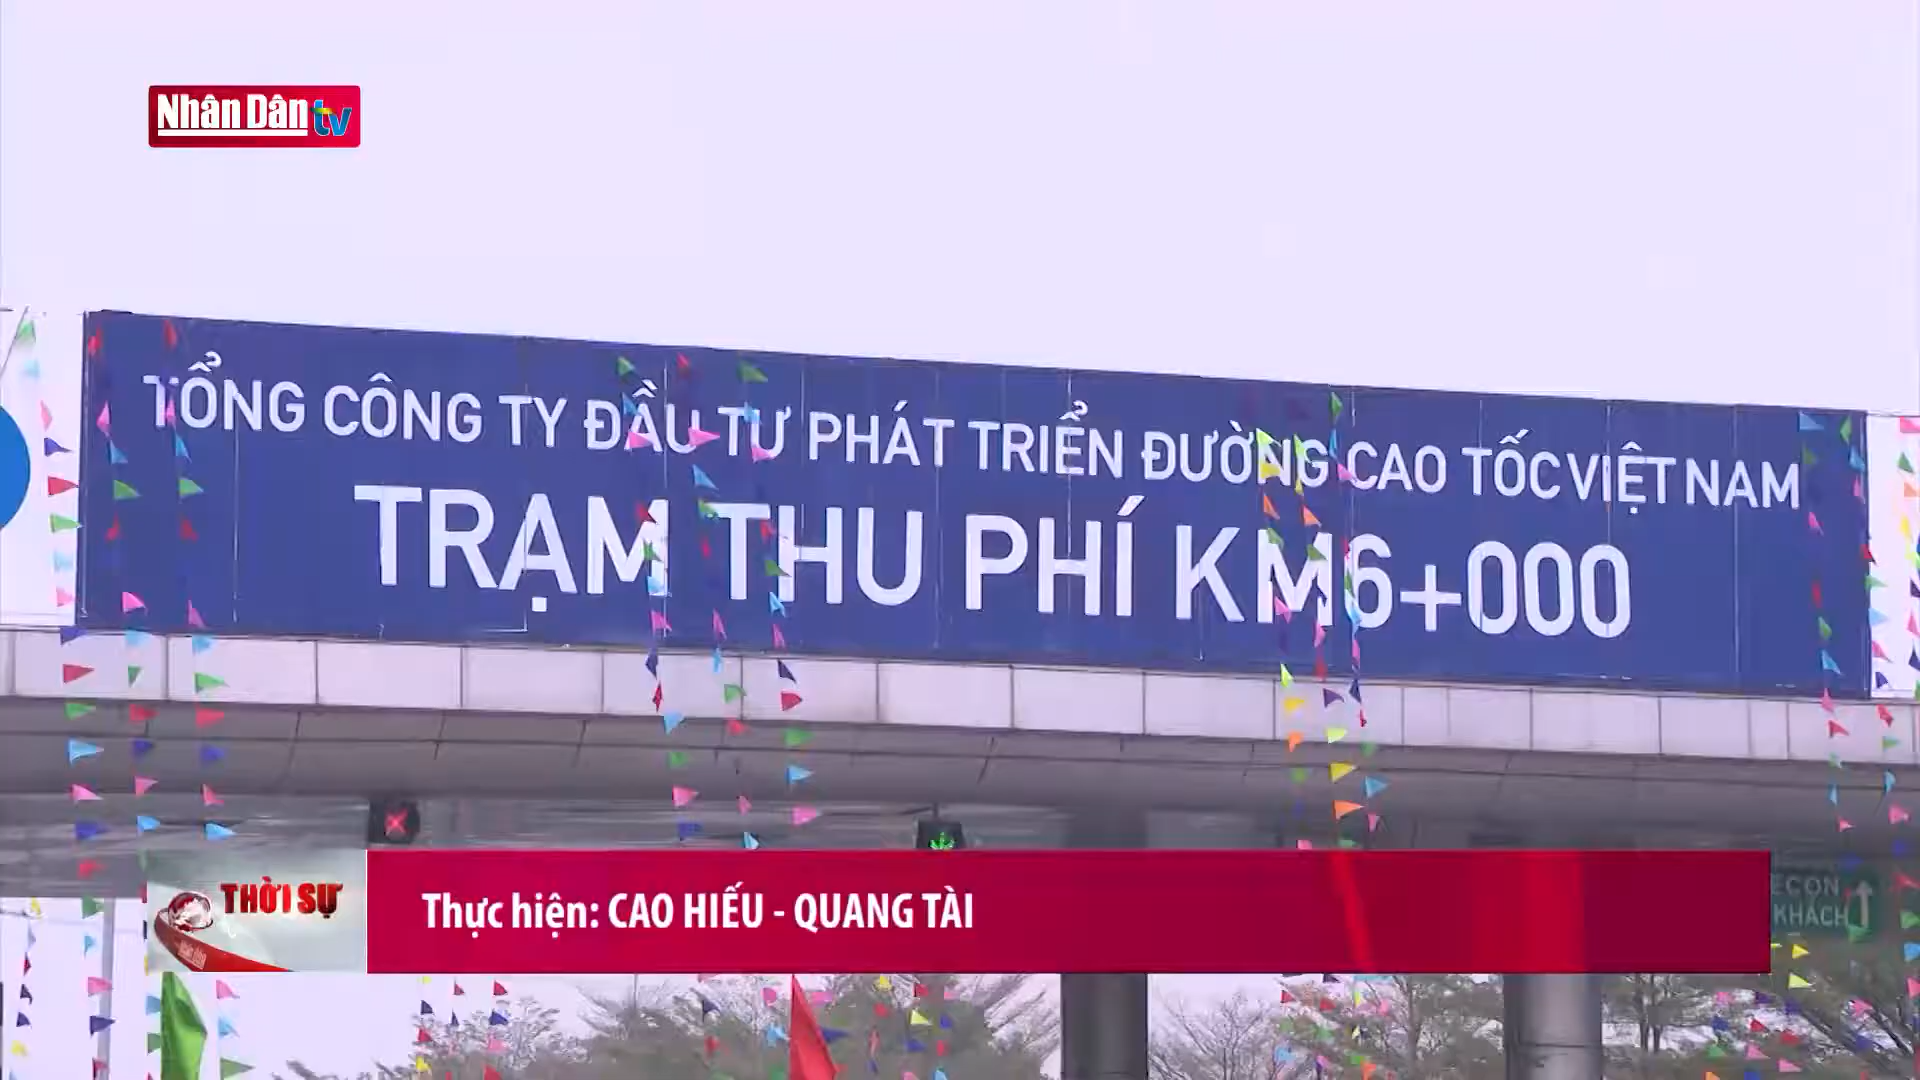 Nhân Dân tv
TỔNG CÔNG TY ĐẦU TƯ PHÁT TRIỂN ĐƯỜNG CAO TỐC VIỆT NAM
TRẠM THU PHÍ KM6+000
THỜI SỰ
Thực hiện: CAO HIẾU - QUANG TÀI
KHÁCH